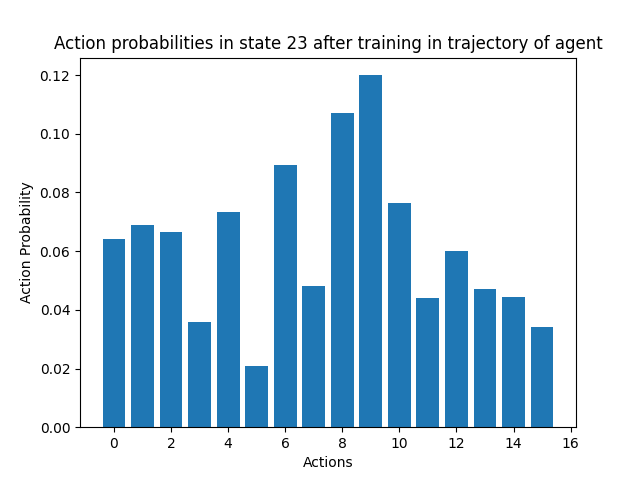 Action probabilities in state 23 after training in trajectory of agent
0.12
0.10
0.08
0.06
0.04
0.02
0.00
Action Probability
0 2 4 6 8 10 12 14 16
Actions